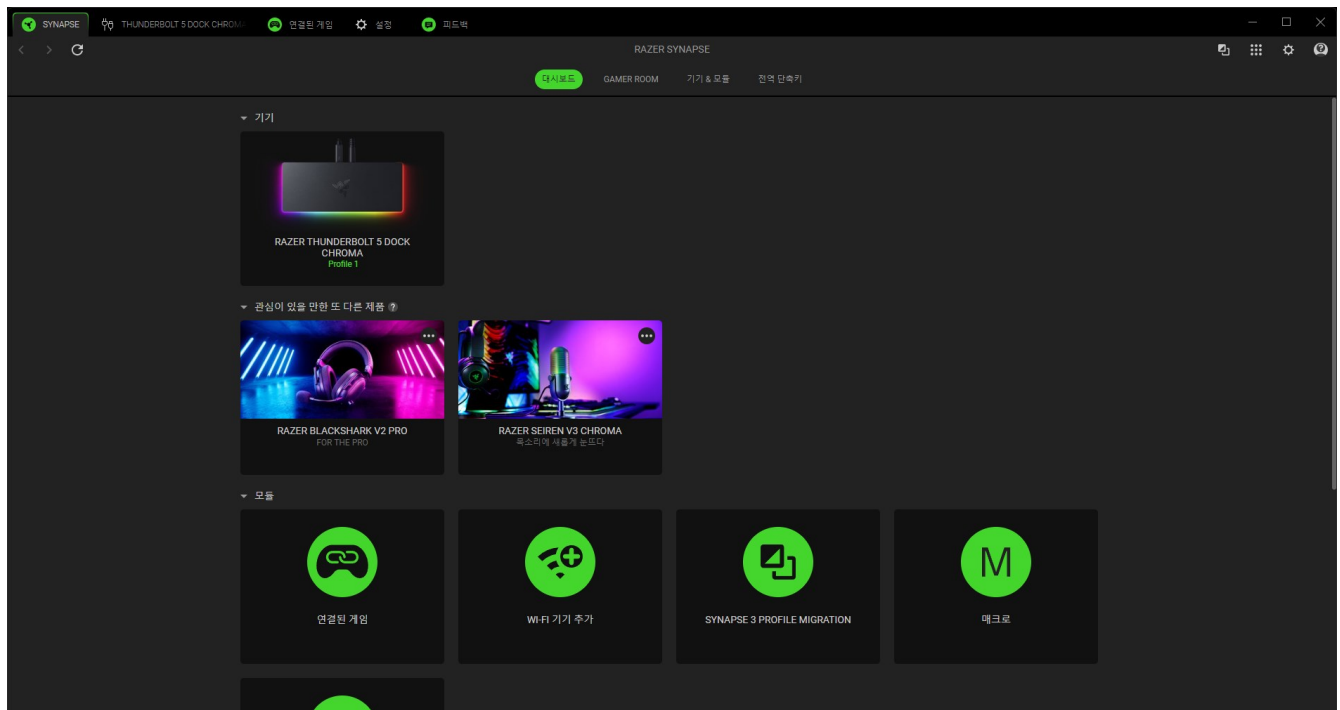 SYNAPSE
THUNDERBOLT 5 DOCK CHROMA
연결된 게임
설정
피드백
RAZER SYNAPSE
대시보드
GAMER ROOM
기기 & 모듈
전역 단축키
기기
RAZER THUNDERBOLT 5 DOCK
CHROMA
Profile 1
관심이 있을 만한 또 다른 제품 ?
RAZER BLACKSHARK V2 PRO
FOR THE PRO
RAZER SEIREN V3 CHROMA
목소리에 새롭게 눈뜨다
모듈
연결된 게임
WI-FI 기기 추가
SYNAPSE 3 PROFILE MIGRATION
M
매크로